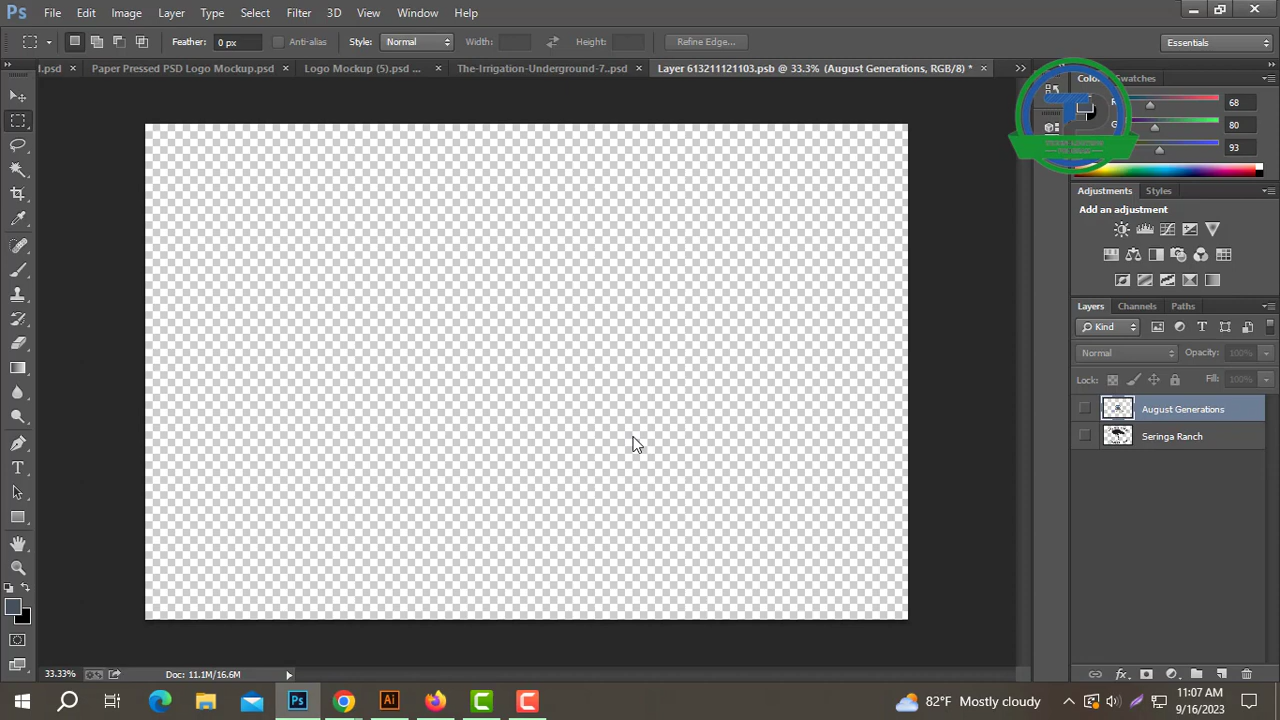 Ps File Edit Image Layer Type Select Filter 3D View Window Help
Feather: 0 px Anti-alias Style: Normal Width: Height: Refine Edge... Essentials
l.psd × Paper Pressed PSD Logo Mockup.psd × Logo Mockup (5).psd ... × The-Irrigation-Underground-7..psd × Layer 613211121103.psb @ 33.3% (August Generations, RGB/8) * ×
Swatches
68
80
93
Adjustments Styles
Add an adjustment
Layers Channels Paths
Kind
Normal Opacity: 100%
Lock: Fill: 100%
August Generations
Seringa Ranch
33.33% Doc: 11.1M/16.6M
Ps Ai 82°F Mostly cloudy 11:07 AM
9/16/2023